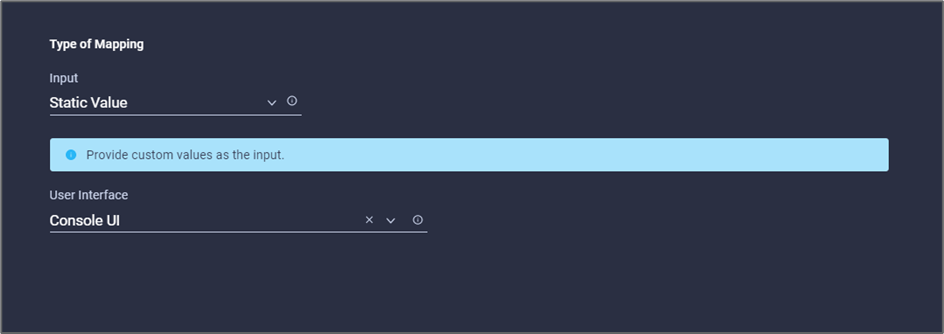 Type of Mapping
Input
Static Value
Provide custom values as the input.
User Interface
Console UI